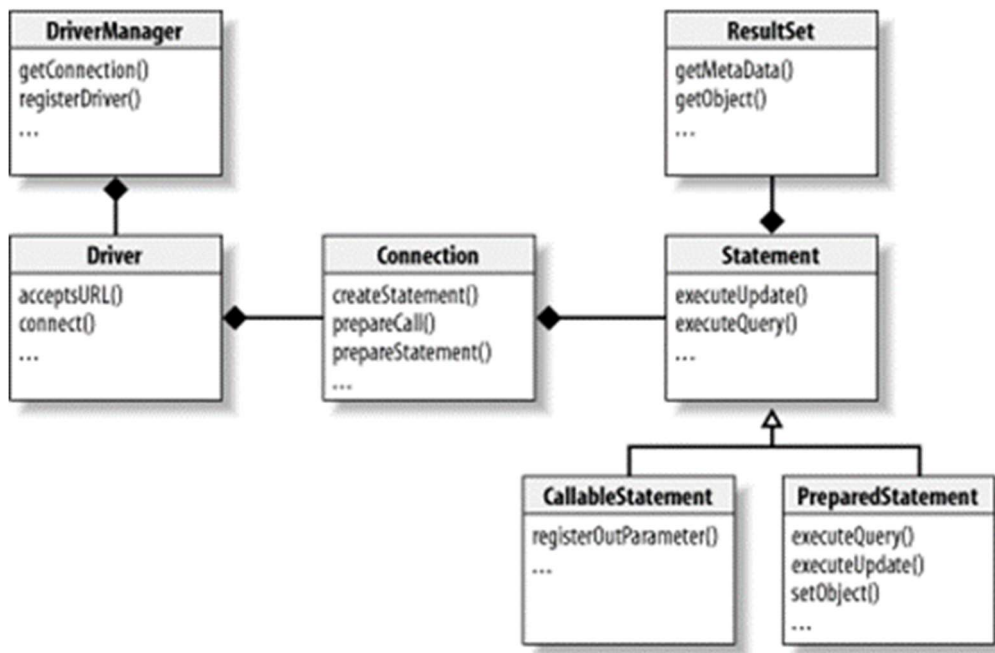 DriverManager
getConnection()
registerDriver()
...
ResultSet
getMetaData()
getObject()
...
Driver
acceptsURL()
connect()
...
Connection
createStatement()
prepareCall()
prepareStatement()
...
Statement
executeUpdate()
executeQuery()
...
CallableStatement
registerOutParameter()
...
PreparedStatement
executeQuery()
executeUpdate()
setObject()
...